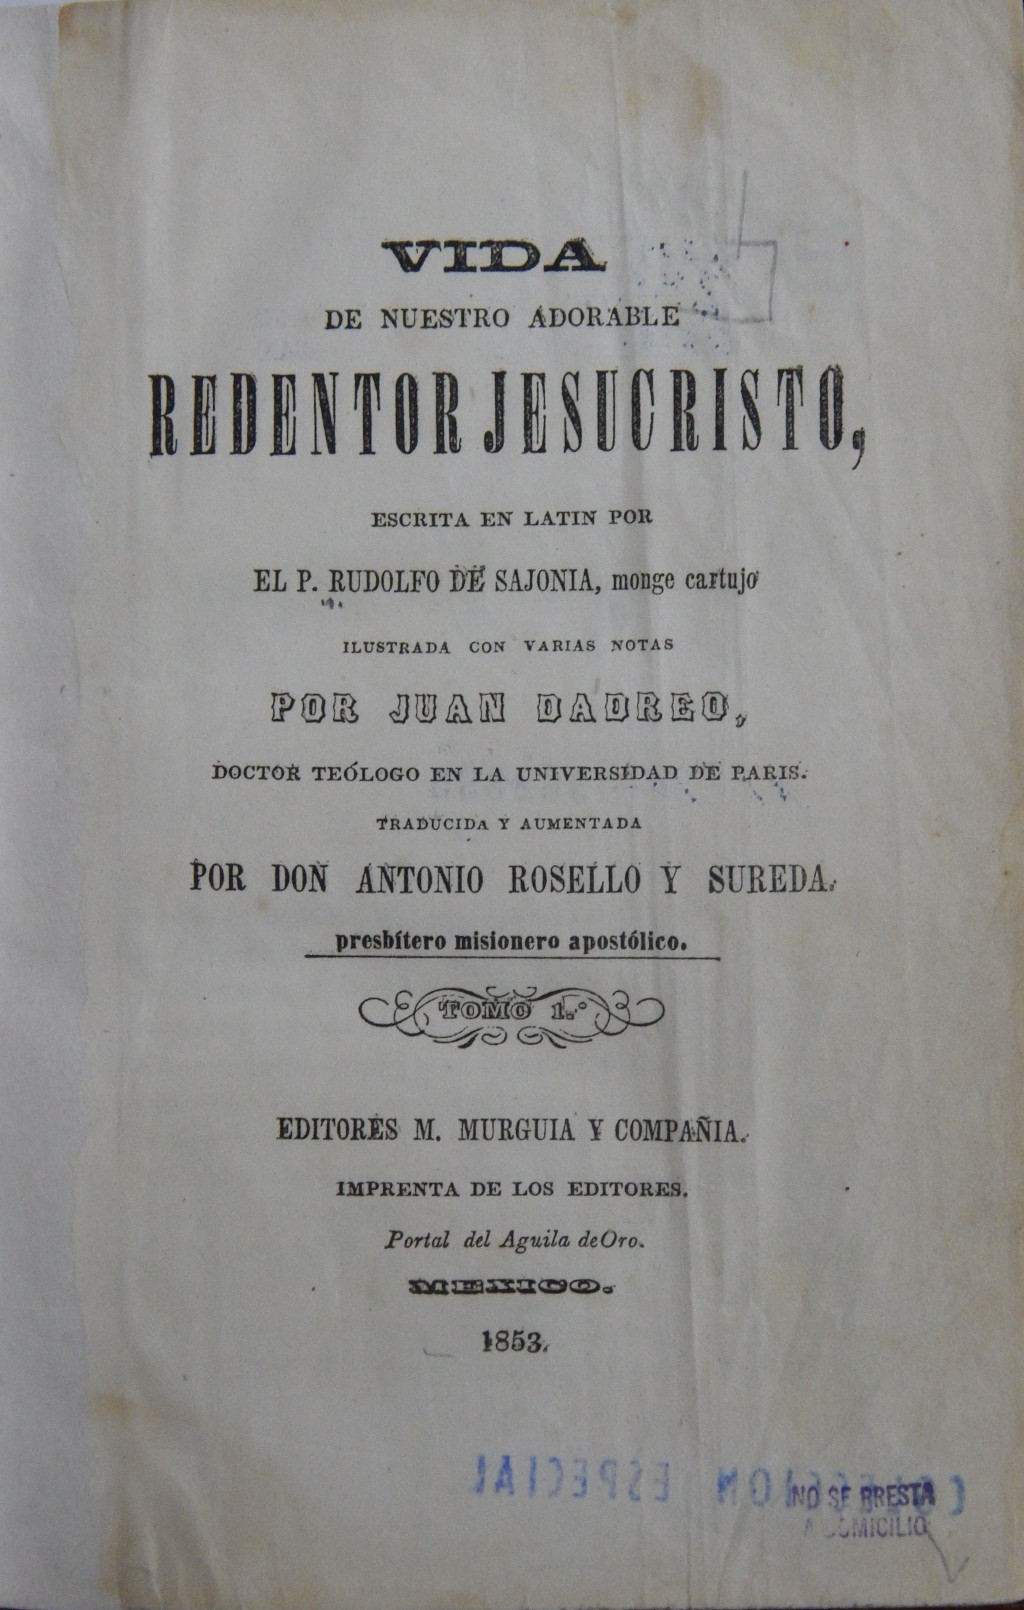 VIDA
DE NUESTRO ADORABLE
REDENTOR JESUCRISTO,
ESCRITA EN LATIN POR
EL P. RUDOLFO DE SAJONIA, monge cartujo
ILUSTRADA CON VARIAS NOTAS
POR JUAN DADREO,
DOCTOR TEÓLOGO EN LA UNIVERSIDAD DE PARIS.
TRADUCIDA Y AUMENTADA
POR DON ANTONIO ROSELLO Y SUREDA.
presbítero misionero apostólico.
TOMO 1.º
EDITORES M. MURGUIA Y COMPAÑIA.
IMPRENTA DE LOS EDITORES.
Portal del Aguila de Oro.
MEXICO.
1853.
COLECCION ESPECIAL
NO SE PRESTA
A DOMICILIO